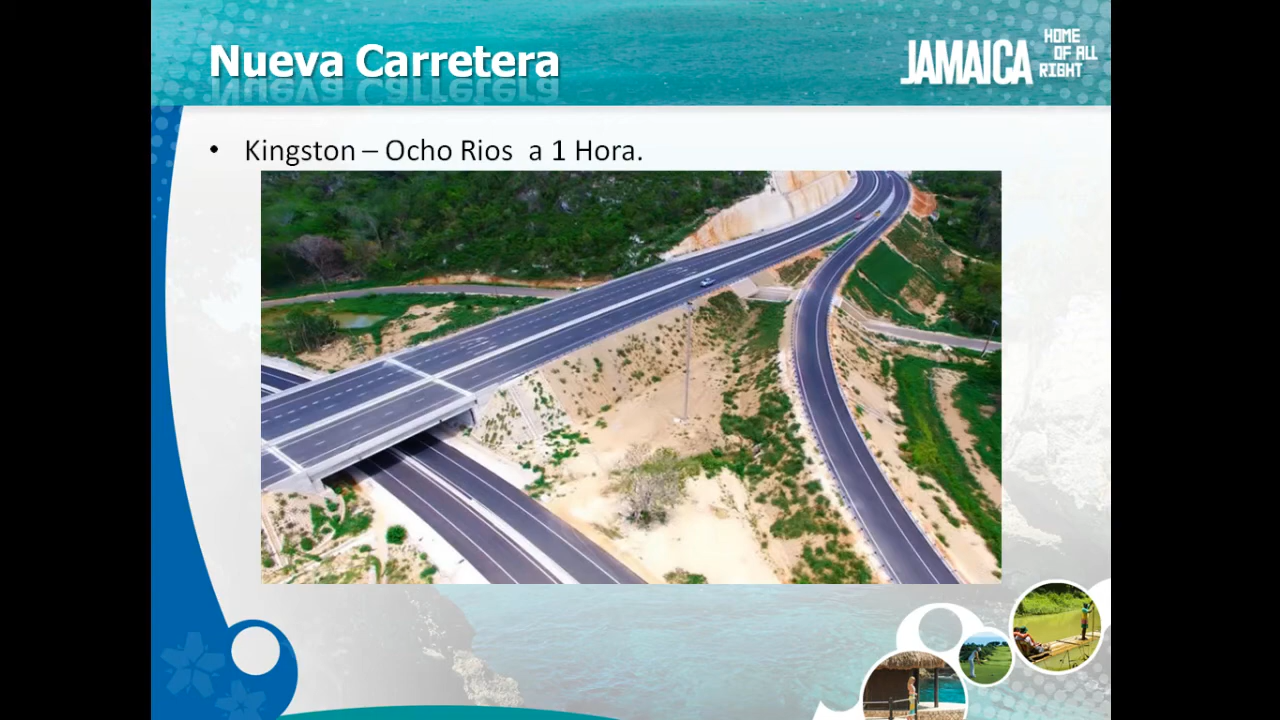 Nueva Carretera
JAMAICA
HOME
OF ALL
RIGHT
• Kingston – Ocho Rios a 1 Hora.